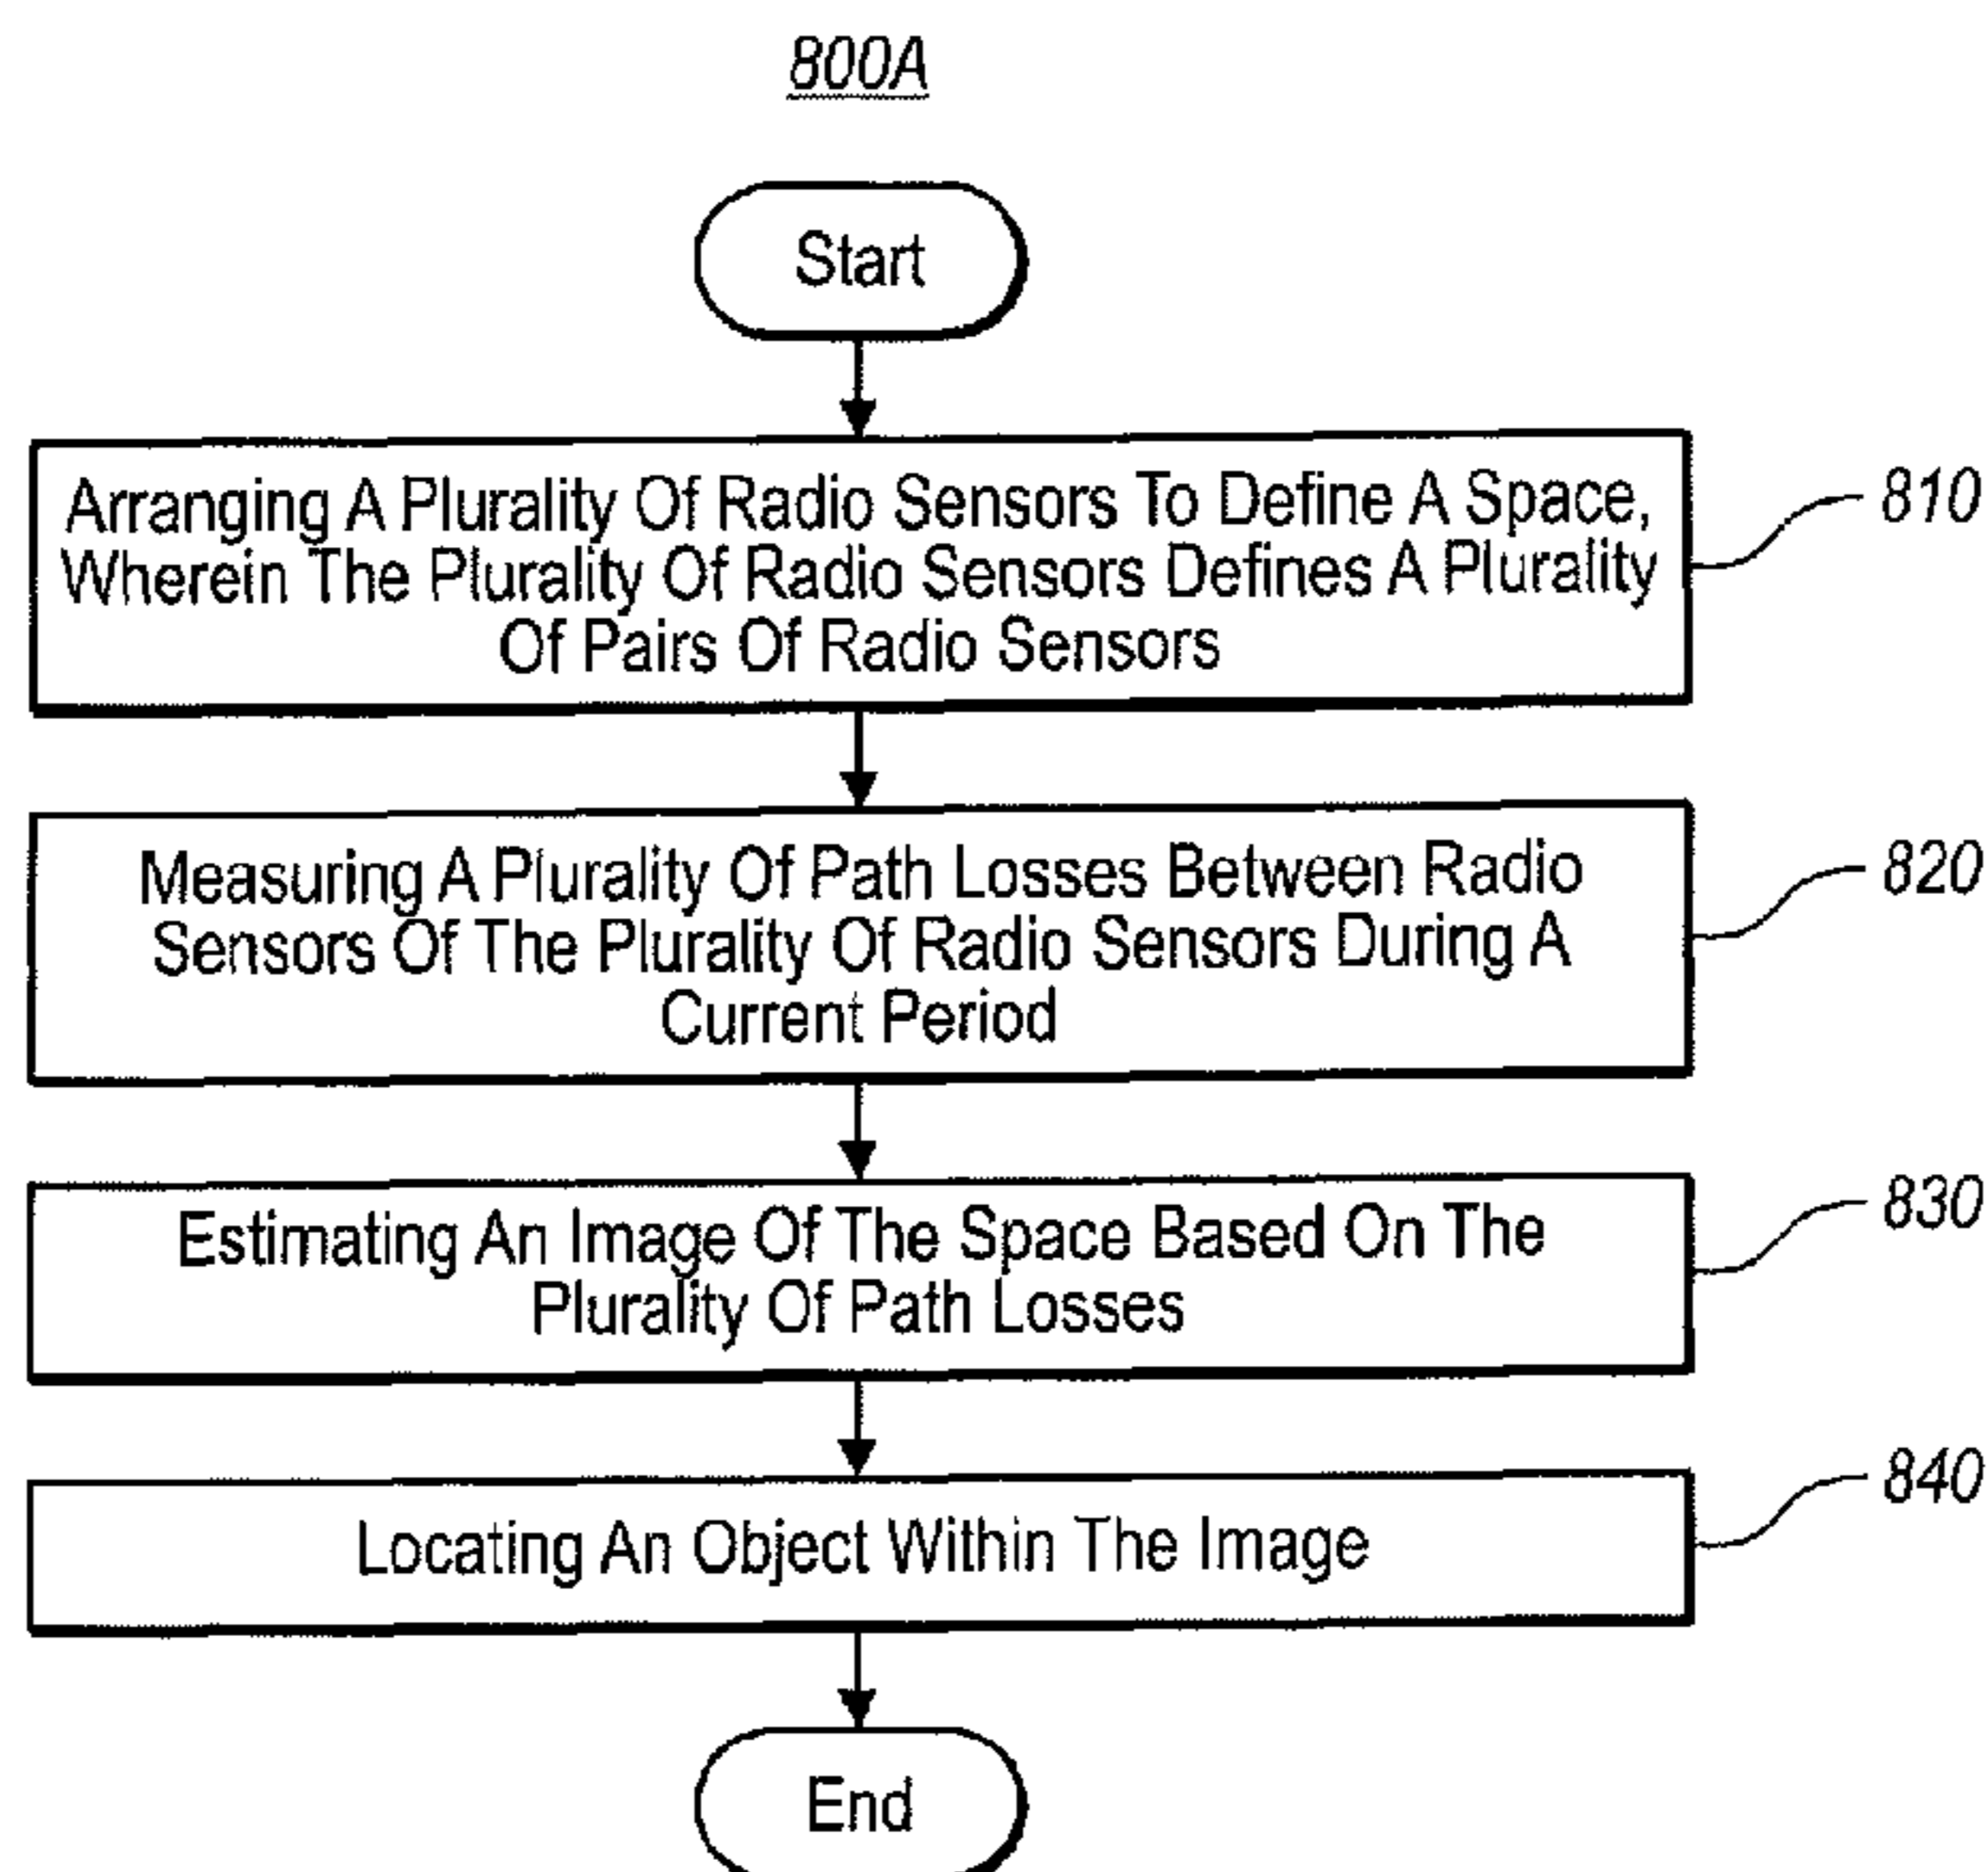 800A
Start
Arranging A Plurality Of Radio Sensors To Define A Space,
Wherein The Plurality Of Radio Sensors Defines A Plurality
Of Pairs Of Radio Sensors
810
Measuring A Plurality Of Path Losses Between Radio
Sensors Of The Plurality Of Radio Sensors During A
Current Period
820
Estimating An Image Of The Space Based On The
Plurality Of Path Losses
830
Locating An Object Within The Image
840
End